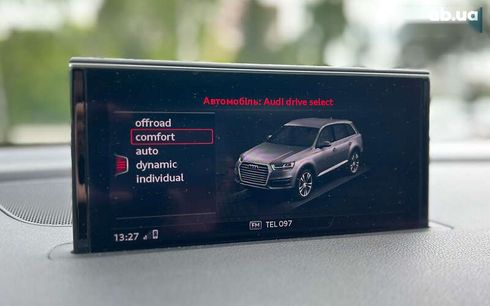 ab.ua
Автомобіль: Audi drive select
offroad
comfort
auto
dynamic
individual
FM TEL 097
13:27